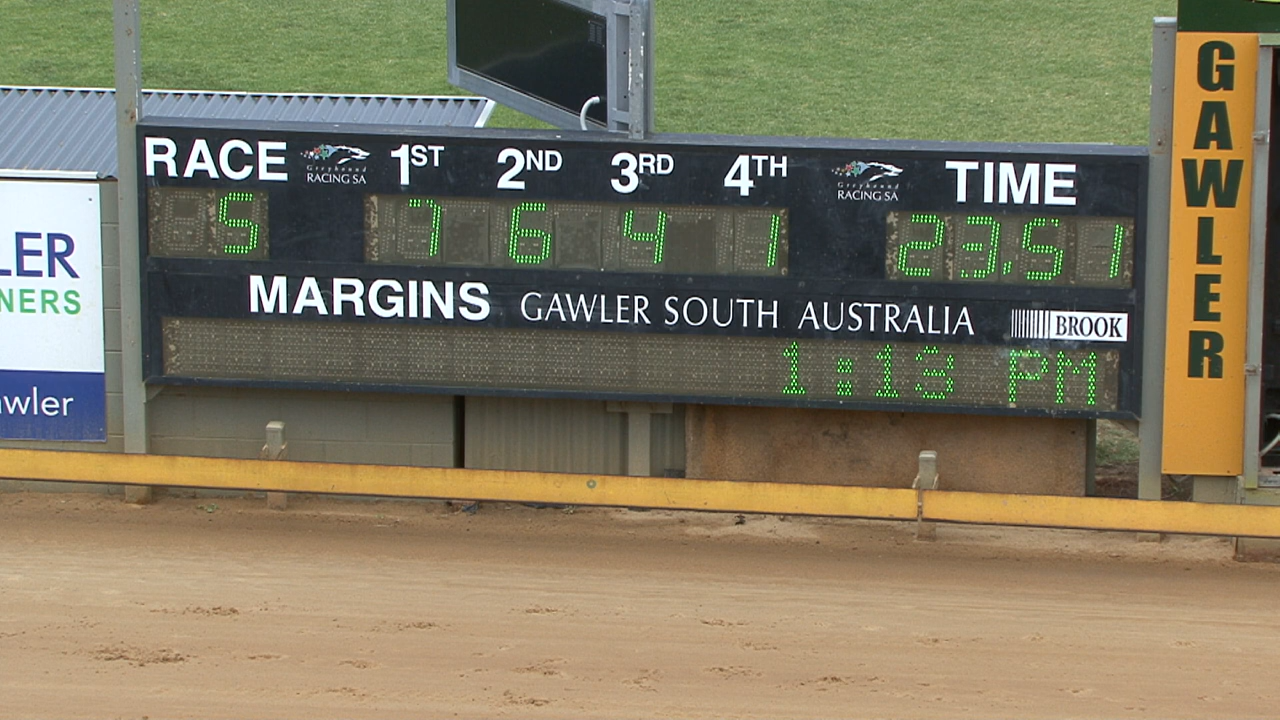 RACE Greyhound RACING SA 1ST 2ND 3RD 4TH Greyhound RACING SA TIME
5 7 6 4 1 23.51
MARGINS GAWLER SOUTH AUSTRALIA BROOK
1:13 PM
GAWLER
LER
NERS
awler